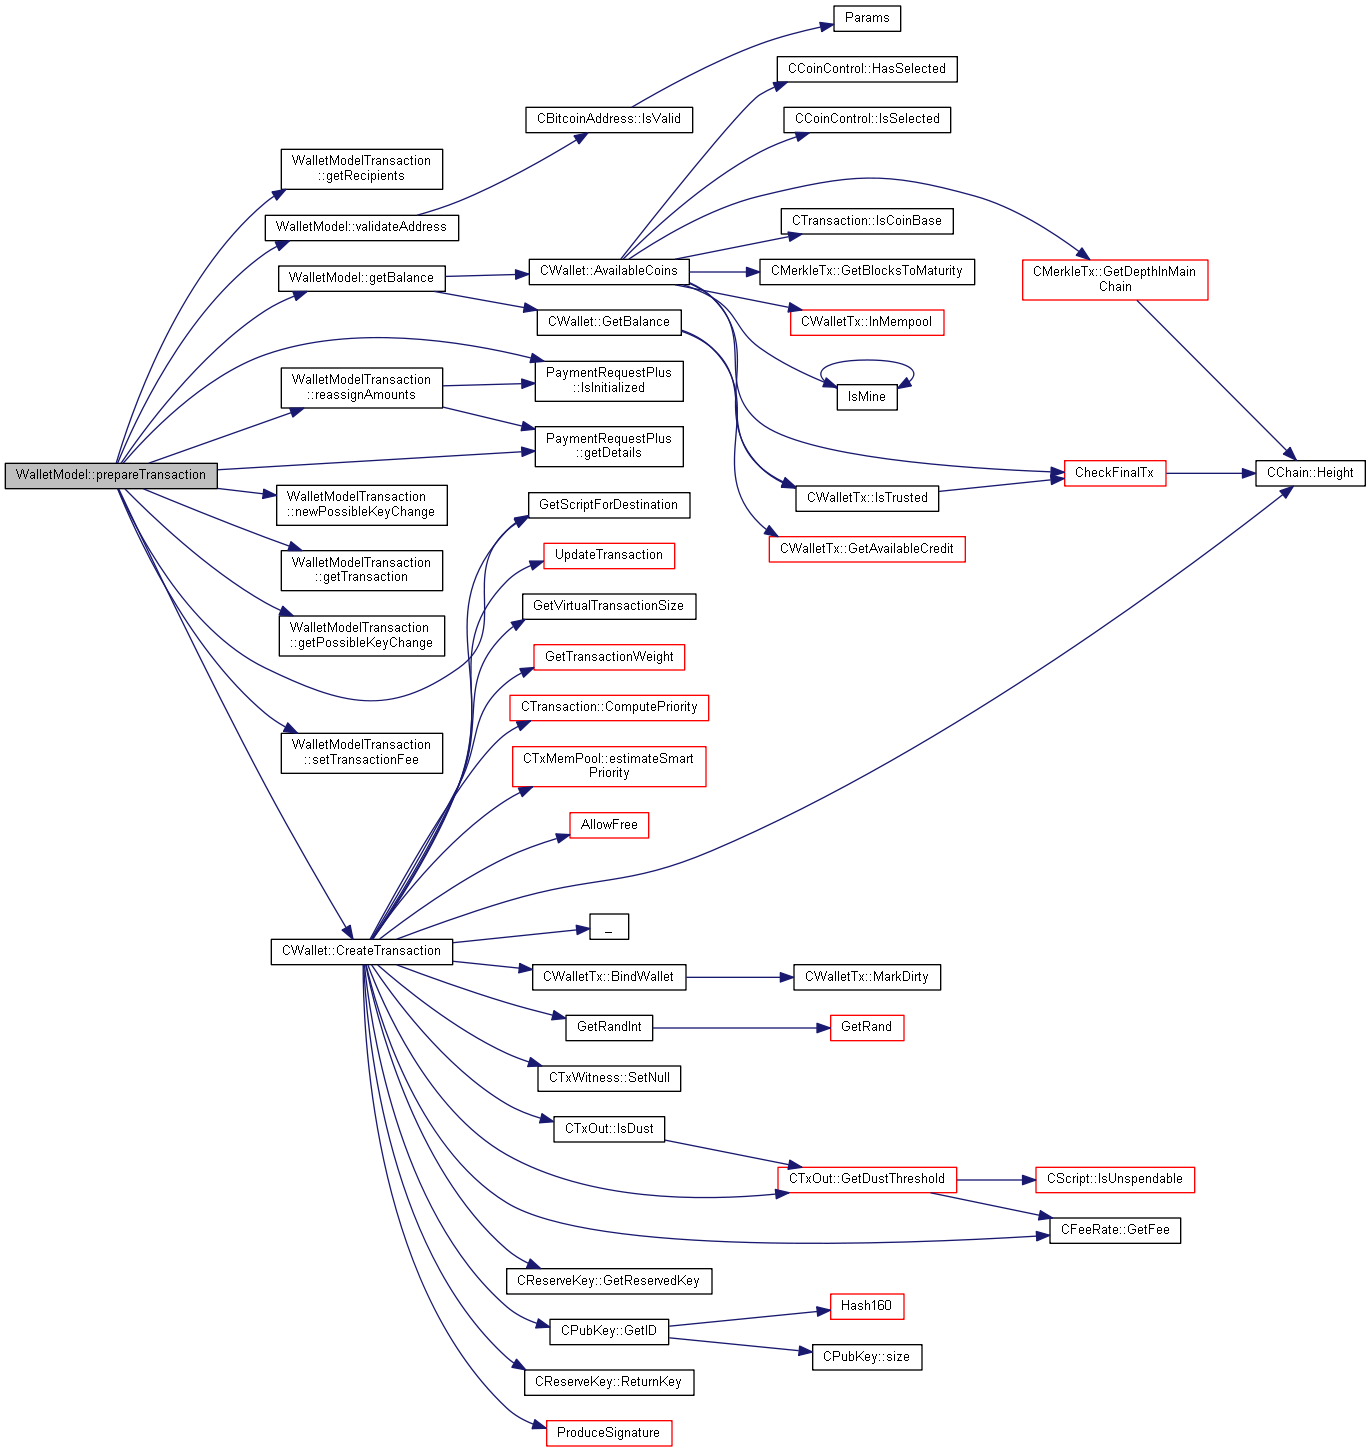 Params
CCoinControl::HasSelected
CBitcoinAddress::IsValid
CCoinControl::IsSelected
WalletModelTransaction
::getRecipients
WalletModel::validateAddress
CTransaction::IsCoinBase
WalletModel::getBalance
CWallet::AvailableCoins
CMerkleTx::GetBlocksToMaturity
CMerkleTx::GetDepthInMain
Chain
CWallet::GetBalance
CWalletTx::InMempool
WalletModelTransaction
::reassignAmounts
PaymentRequestPlus
::IsInitialized
IsMine
PaymentRequestPlus
::getDetails
WalletModel::prepareTransaction
CheckFinalTx
CChain::Height
WalletModelTransaction
::newPossibleKeyChange
GetScriptForDestination
CWalletTx::IsTrusted
WalletModelTransaction
::getTransaction
UpdateTransaction
CWalletTx::GetAvailableCredit
GetVirtualTransactionSize
WalletModelTransaction
::getPossibleKeyChange
GetTransactionWeight
CTransaction::ComputePriority
WalletModelTransaction
::setTransactionFee
CTxMemPool::estimateSmart
Priority
AllowFree
_
CWallet::CreateTransaction
CWalletTx::BindWallet
CWalletTx::MarkDirty
GetRandInt
GetRand
CTxWitness::SetNull
CTxOut::IsDust
CTxOut::GetDustThreshold
CScript::IsUnspendable
CFeeRate::GetFee
CReserveKey::GetReservedKey
Hash160
CPubKey::GetID
CPubKey::size
CReserveKey::ReturnKey
ProduceSignature